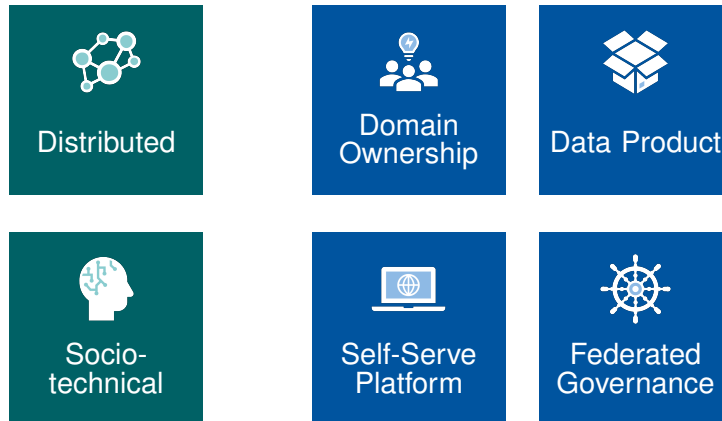 Distributed
Domain
Ownership
Data Product
Socio-
technical
Self-Serve
Platform
Federated
Governance